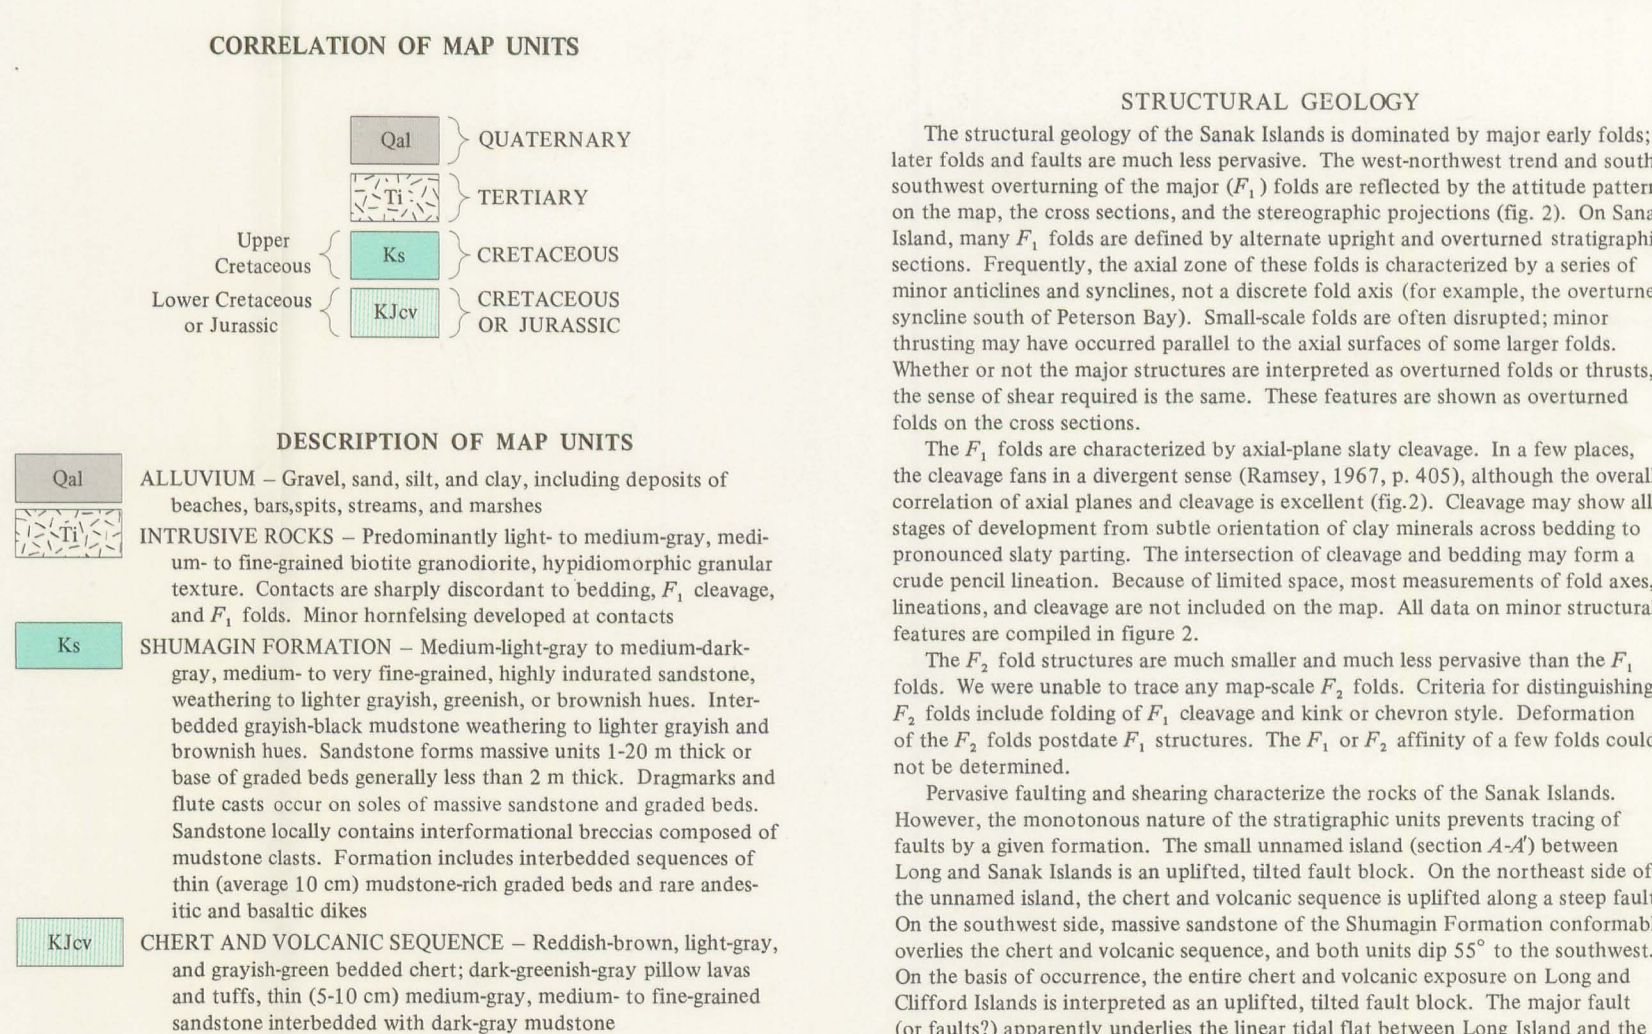 CORRELATION OF MAP UNITS
Qal
QUATERNARY
Ti
TERTIARY
Upper
Cretaceous
Ks
CRETACEOUS
Lower Cretaceous
or Jurassic
KJcv
CRETACEOUS
OR JURASSIC
DESCRIPTION OF MAP UNITS
Qal
ALLUVIUM – Gravel, sand, silt, and clay, including deposits of
beaches, bars,spits, streams, and marshes
Ti
INTRUSIVE ROCKS – Predominantly light- to medium-gray, medi-
um- to fine-grained biotite granodiorite, hypidiomorphic granular
texture. Contacts are sharply discordant to bedding, F₁ cleavage,
and F₁ folds. Minor hornfelsing developed at contacts
Ks
SHUMAGIN FORMATION – Medium-light-gray to medium-dark-
gray, medium- to very fine-grained, highly indurated sandstone,
weathering to lighter grayish, greenish, or brownish hues. Inter-
bedded grayish-black mudstone weathering to lighter grayish and
brownish hues. Sandstone forms massive units 1-20 m thick or
base of graded beds generally less than 2 m thick. Dragmarks and
flute casts occur on soles of massive sandstone and graded beds.
Sandstone locally contains interformational breccias composed of
mudstone clasts. Formation includes interbedded sequences of
thin (average 10 cm) mudstone-rich graded beds and rare andes-
itic and basaltic dikes
KJcv
CHERT AND VOLCANIC SEQUENCE – Reddish-brown, light-gray,
and grayish-green bedded chert; dark-greenish-gray pillow lavas
and tuffs, thin (5-10 cm) medium-gray, medium- to fine-grained
sandstone interbedded with dark-gray mudstone
STRUCTURAL GEOLOGY
The structural geology of the Sanak Islands is dominated by major early folds;
later folds and faults are much less pervasive. The west-northwest trend and south
southwest overturning of the major (F₁) folds are reflected by the attitude pattern
on the map, the cross sections, and the stereographic projections (fig. 2). On Sana
Island, many F₁ folds are defined by alternate upright and overturned stratigraphi
sections. Frequently, the axial zone of these folds is characterized by a series of
minor anticlines and synclines, not a discrete fold axis (for example, the overturne
syncline south of Peterson Bay). Small-scale folds are often disrupted; minor
thrusting may have occurred parallel to the axial surfaces of some larger folds.
Whether or not the major structures are interpreted as overturned folds or thrusts,
the sense of shear required is the same. These features are shown as overturned
folds on the cross sections.
The F₁ folds are characterized by axial-plane slaty cleavage. In a few places,
the cleavage fans in a divergent sense (Ramsey, 1967, p. 405), although the overall
correlation of axial planes and cleavage is excellent (fig.2). Cleavage may show all
stages of development from subtle orientation of clay minerals across bedding to
pronounced slaty parting. The intersection of cleavage and bedding may form a
crude pencil lineation. Because of limited space, most measurements of fold axes,
lineations, and cleavage are not included on the map. All data on minor structural
features are compiled in figure 2.
The F₂ fold structures are much smaller and much less pervasive than the F₁
folds. We were unable to trace any map-scale F₂ folds. Criteria for distinguishing
F₂ folds include folding of F₁ cleavage and kink or chevron style. Deformation
of the F₂ folds postdate F₁ structures. The F₁ or F₂ affinity of a few folds could
not be determined.
Pervasive faulting and shearing characterize the rocks of the Sanak Islands.
However, the monotonous nature of the stratigraphic units prevents tracing of
faults by a given formation. The small unnamed island (section A-A′) between
Long and Sanak Islands is an uplifted, tilted fault block. On the northeast side of
the unnamed island, the chert and volcanic sequence is uplifted along a steep fault
On the southwest side, massive sandstone of the Shumagin Formation conformabl
overlies the chert and volcanic sequence, and both units dip 55° to the southwest.
On the basis of occurrence, the entire chert and volcanic exposure on Long and
Clifford Islands is interpreted as an uplifted, tilted fault block. The major fault
(or faults?) apparently underlies the linear tidal flat between Long Island and the